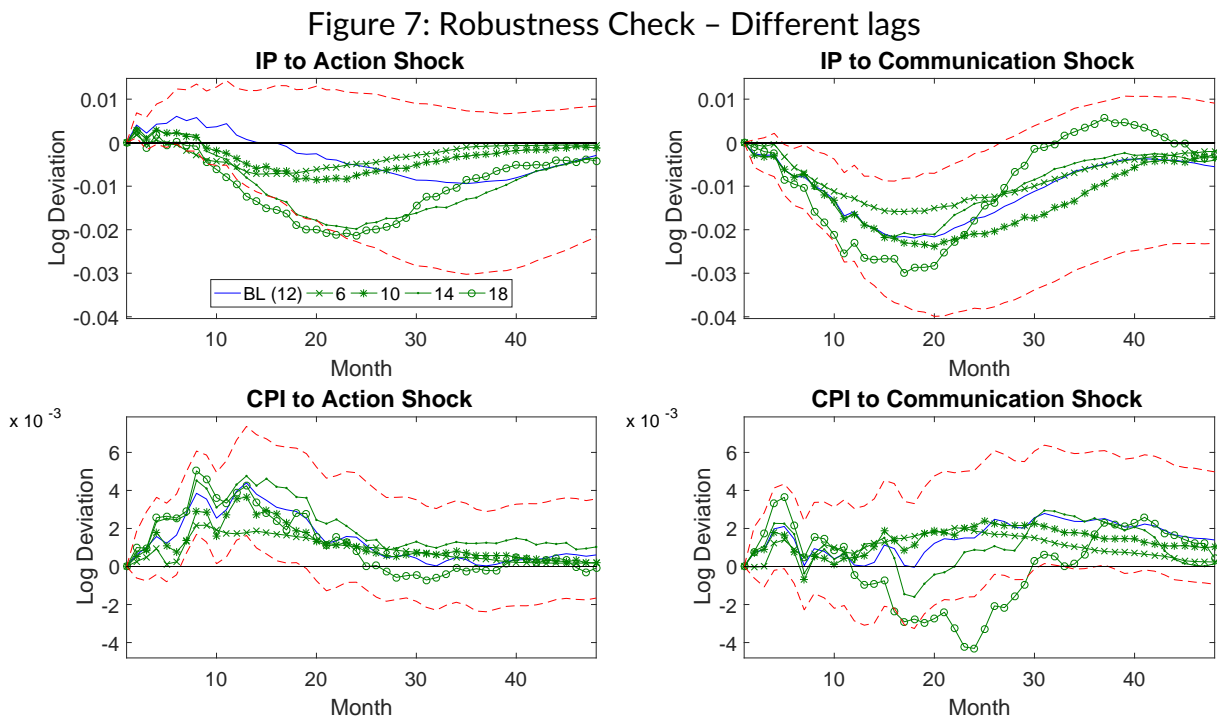 Figure 7: Robustness Check – Different lags
IP to Action Shock
0.01
0
-0.01
-0.02
-0.03
-0.04
Log Deviation
BL (12) 6 10 14 18
10 20 30 40
Month
IP to Communication Shock
0.01
0
-0.01
-0.02
-0.03
-0.04
Log Deviation
10 20 30 40
Month
CPI to Action Shock
x 10 -3
6
4
2
0
-2
-4
Log Deviation
10 20 30 40
Month
CPI to Communication Shock
x 10 -3
6
4
2
0
-2
-4
Log Deviation
10 20 30 40
Month